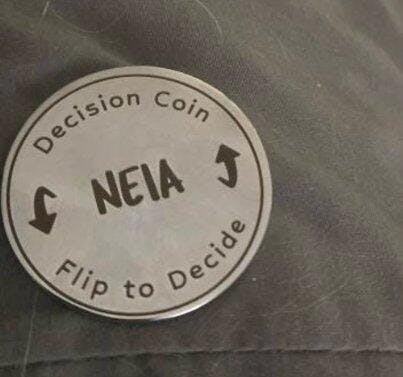 Decision Coin
NEIA
Flip to Decide